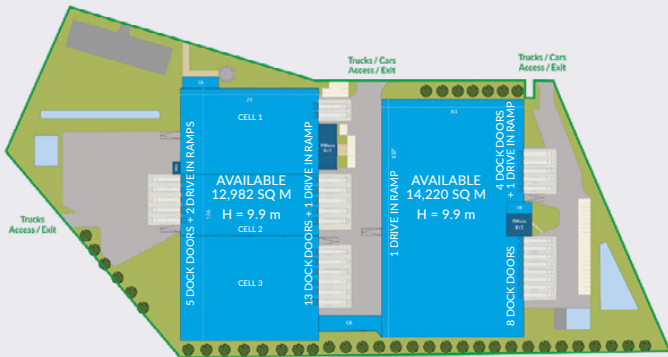 Trucks / Cars
Access / Exit
Trucks / Cars
Access / Exit
Trucks
Access / Exit
CELL 1
AVAILABLE
12,982 SQ M
H = 9.9 m
CELL 2
CELL 3
5 DOCK DOORS + 2 DRIVE IN RAMPS
13 DOCK DOORS + 1 DRIVE IN RAMP
1 DRIVE IN RAMP
AVAILABLE
14,220 SQ M
H = 9.9 m
4 DOCK DOORS
+ 1 DRIVE IN RAMP
8 DOCK DOORS